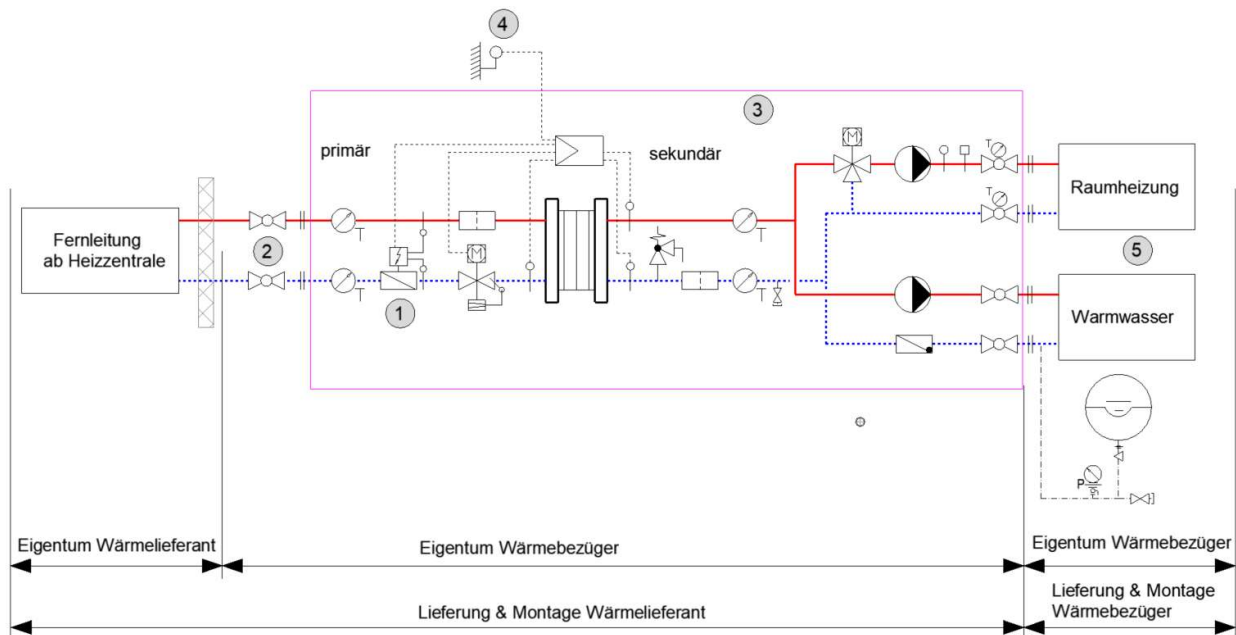 4
3
primär
sekundär
M
T
T
Raumheizung
Fernleitung
ab Heizzentrale
2
T
T
M
T
T
1
5
Warmwasser
P
Eigentum Wärmelieferant
Eigentum Wärmebezüger
Eigentum Wärmebezüger
Lieferung & Montage Wärmelieferant
Lieferung & Montage
Wärmebezüger